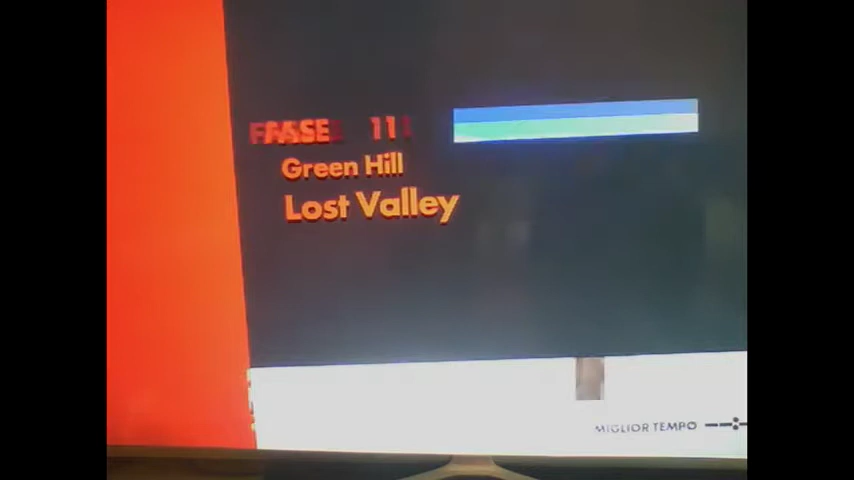 FASE 11
Green Hill
Lost Valley
MIGLIOR TEMPO --:--